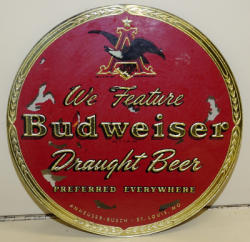 A
We Feature
Budweiser
Draught Beer
PREFERRED EVERYWHERE
ANHEUSER-BUSCH - ST. LOUIS, MO.